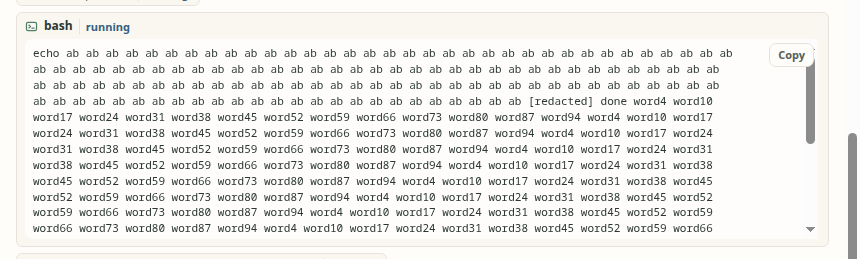 bash running
echo ab ab ab ab ab ab ab ab ab ab ab ab ab ab ab ab ab ab ab ab ab ab ab ab ab ab ab ab ab ab ab ab ab ab
ab ab ab ab ab ab ab ab ab ab ab ab ab ab ab ab ab ab ab ab ab ab ab ab ab ab ab ab ab ab ab ab ab ab ab
ab ab ab ab ab ab ab ab ab ab ab ab ab ab ab ab ab ab ab ab ab ab ab ab ab ab ab ab ab ab ab ab ab ab ab
ab ab ab ab ab ab ab ab ab ab ab ab ab ab ab ab ab ab ab ab ab ab ab ab ab [redacted] done word4 word10
word17 word24 word31 word38 word45 word52 word59 word66 word73 word80 word87 word94 word4 word10 word17
word24 word31 word38 word45 word52 word59 word66 word73 word80 word87 word94 word4 word10 word17 word24
word31 word38 word45 word52 word59 word66 word73 word80 word87 word94 word4 word10 word17 word24 word31
word38 word45 word52 word59 word66 word73 word80 word87 word94 word4 word10 word17 word24 word31 word38
word45 word52 word59 word66 word73 word80 word87 word94 word4 word10 word17 word24 word31 word38 word45
word52 word59 word66 word73 word80 word87 word94 word4 word10 word17 word24 word31 word38 word45 word52
word59 word66 word73 word80 word87 word94 word4 word10 word17 word24 word31 word38 word45 word52 word59
word66 word73 word80 word87 word94 word4 word10 word17 word24 word31 word38 word45 word52 word59 word66
Copy